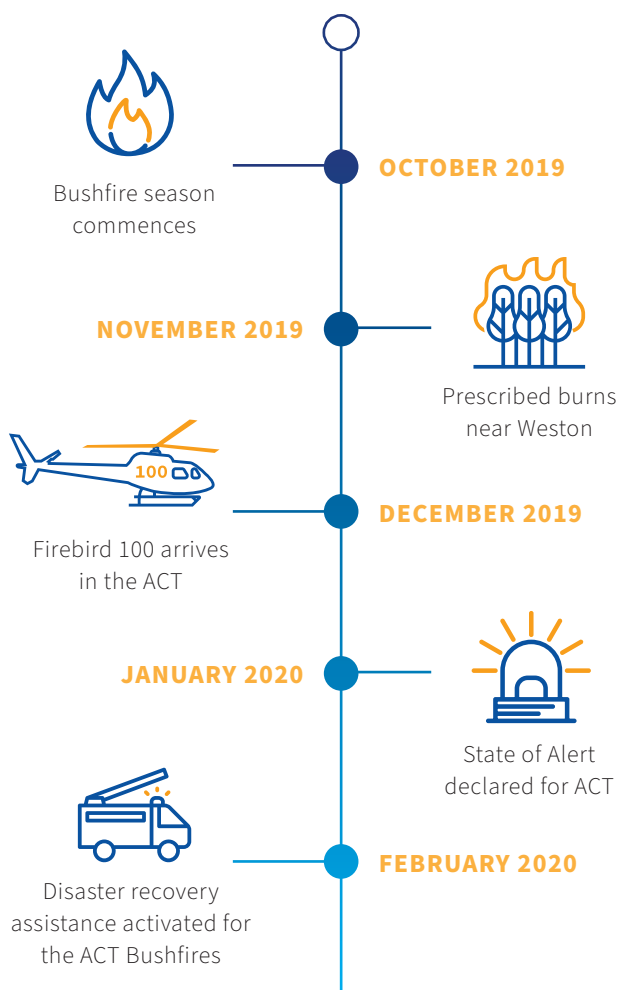 OCTOBER 2019
Bushfire season
commences
NOVEMBER 2019
Prescribed burns
near Weston
100
DECEMBER 2019
Firebird 100 arrives
in the ACT
JANUARY 2020
State of Alert
declared for ACT
FEBRUARY 2020
Disaster recovery
assistance activated for
the ACT Bushfires